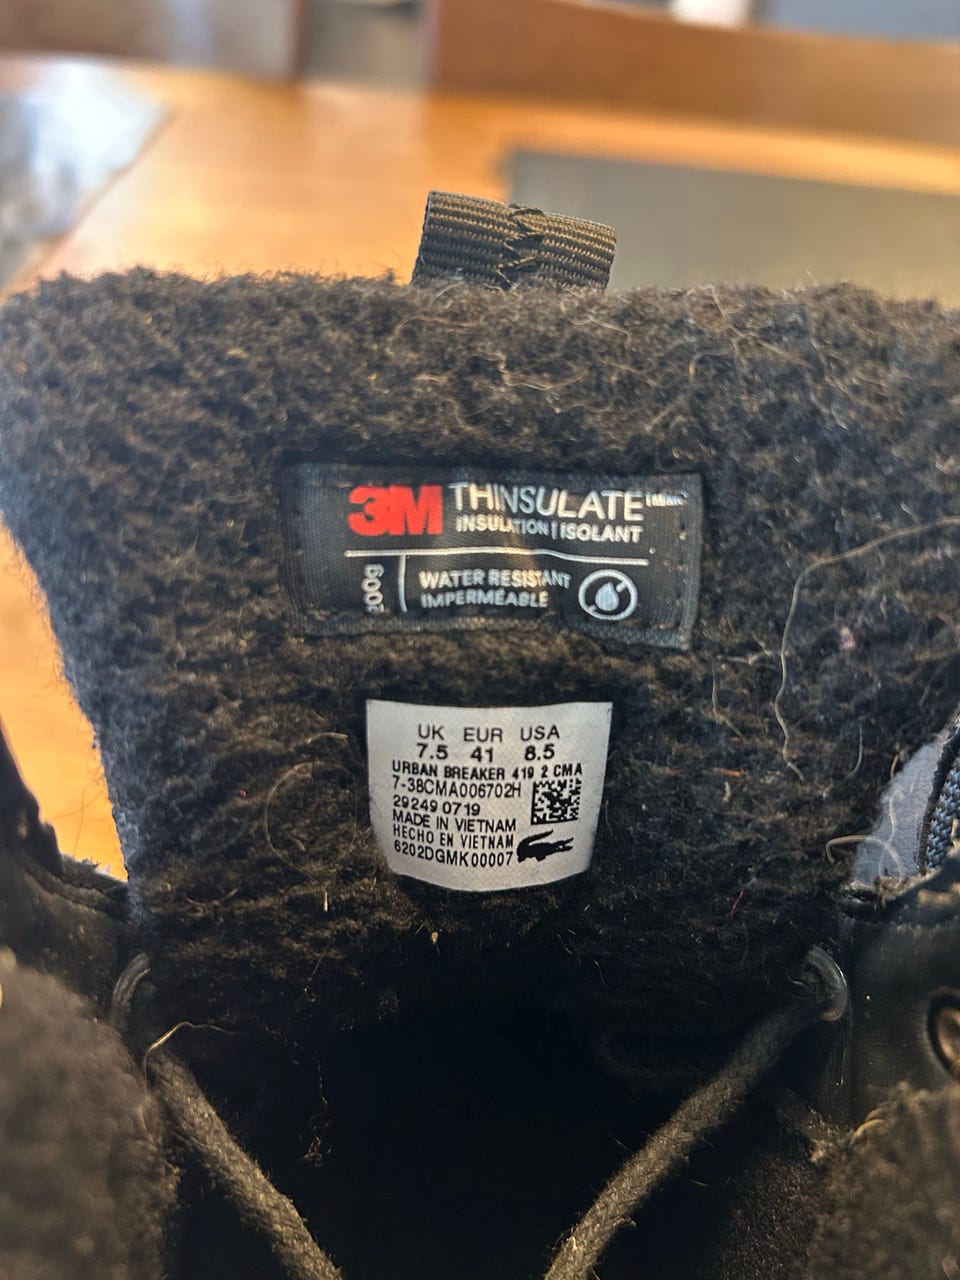 3M THINSULATE™
INSULATION | ISOLANT
200g
WATER RESISTANT
IMPERMÉABLE
UK EUR USA
7.5 41 8.5
URBAN BREAKER 419 2 CMA
7-38CMA006702H
29249 0719
MADE IN VIETNAM
HECHO EN VIETNAM
6202DGMK00007